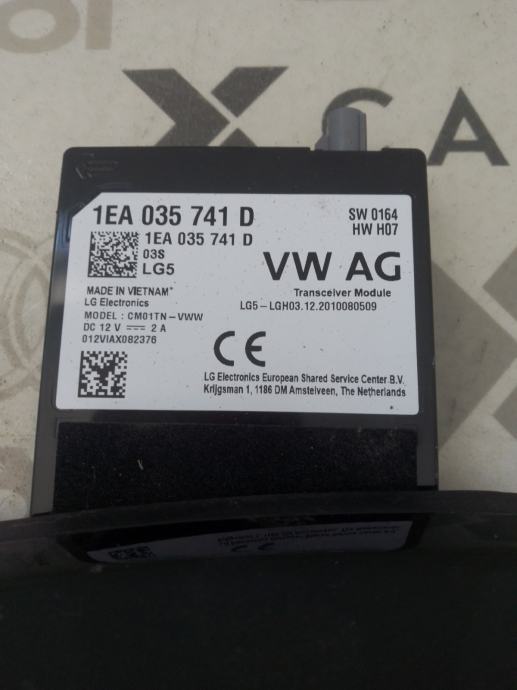 CA
1EA 035 741 D
SW 0164
HW H07
1EA 035 741 D
03S
LG5
VW AG
Transceiver Module
MADE IN VIETNAM*
LG Electronics
LG5 – LGH03.12.2010080509
MODEL : CM01TN – VWW
DC 12 V ⎓ 2 A
012VIAX082376
CE
LG Electronics European Shared Service Center B.V.
Krijgsman 1, 1186 DM Amstelveen, The Netherlands